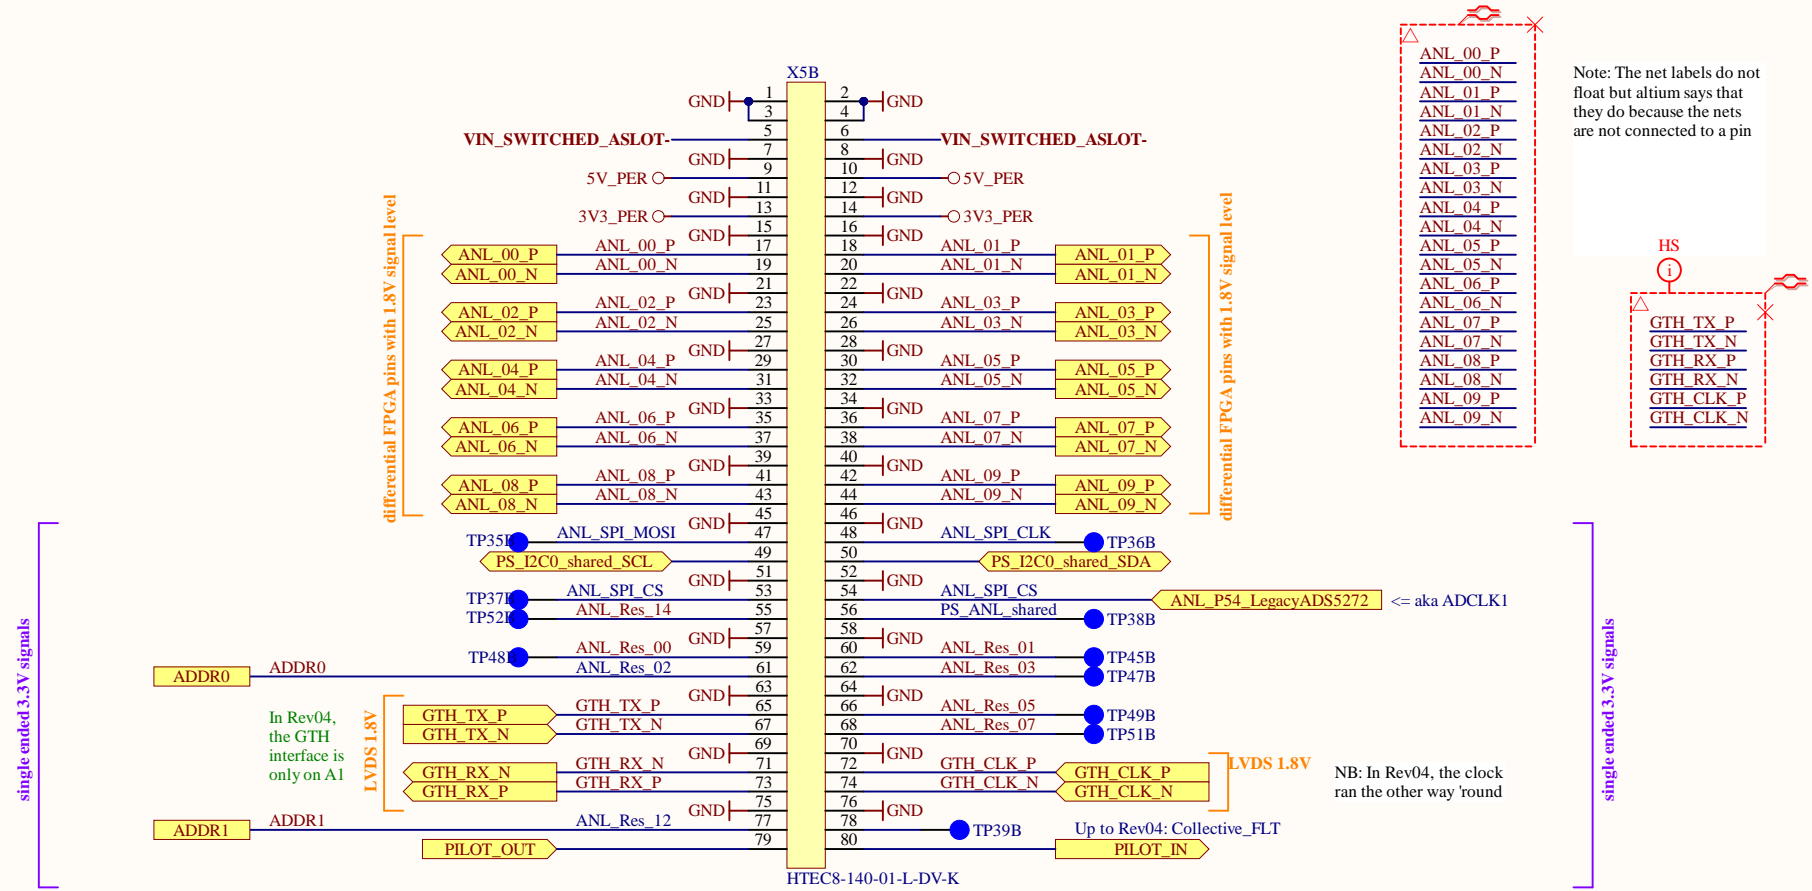 X5B
GND 1 2 GND
3 4
VIN_SWITCHED_ASLOT- 5 6 VIN_SWITCHED_ASLOT-
GND 7 8 GND
5V_PER 9 10 5V_PER
GND 11 12 GND
3V3_PER 13 14 3V3_PER
GND 15 16 GND
ANL_00_P ANL_00_P 17 18 ANL_01_P ANL_01_P
ANL_00_N ANL_00_N 19 20 ANL_01_N ANL_01_N
GND 21 22 GND
ANL_02_P ANL_02_P 23 24 ANL_03_P ANL_03_P
ANL_02_N ANL_02_N 25 26 ANL_03_N ANL_03_N
GND 27 28 GND
ANL_04_P ANL_04_P 29 30 ANL_05_P ANL_05_P
ANL_04_N ANL_04_N 31 32 ANL_05_N ANL_05_N
GND 33 34 GND
ANL_06_P ANL_06_P 35 36 ANL_07_P ANL_07_P
ANL_06_N ANL_06_N 37 38 ANL_07_N ANL_07_N
GND 39 40 GND
ANL_08_P ANL_08_P 41 42 ANL_09_P ANL_09_P
ANL_08_N ANL_08_N 43 44 ANL_09_N ANL_09_N
GND 45 46 GND
TP35B ANL_SPI_MOSI 47 48 ANL_SPI_CLK TP36B
PS_I2C0_shared_SCL 49 50 PS_I2C0_shared_SDA
GND 51 52 GND
TP37B ANL_SPI_CS 53 54 ANL_SPI_CS ANL_P54_LegacyADS5272 <= aka ADCLK1
TP52B ANL_Res_14 55 56 PS_ANL_shared TP38B
GND 57 58 GND
TP48B ANL_Res_00 59 60 ANL_Res_01 TP45B
ADDR0 ADDR0 ANL_Res_02 61 62 ANL_Res_03 TP47B
GND 63 64 GND
GTH_TX_P GTH_TX_P 65 66 ANL_Res_05 TP49B
GTH_TX_N GTH_TX_N 67 68 ANL_Res_07 TP51B
GND 69 70 GND
GTH_RX_N GTH_RX_N 71 72 GTH_CLK_P GTH_CLK_P
GTH_RX_P GTH_RX_P 73 74 GTH_CLK_N GTH_CLK_N
GND 75 76 GND
ADDR1 ADDR1 ANL_Res_12 77 78 TP39B
PILOT_OUT 79 80 PILOT_IN
Up to Rev04: Collective_FLT
HTEC8-140-01-L-DV-K
differential FPGA pins with 1.8V signal level
differential FPGA pins with 1.8V signal level
single ended 3.3V signals
single ended 3.3V signals
In Rev04,
the GTH
interface is
only on A1
LVDS 1.8V
LVDS 1.8V
NB: In Rev04, the clock
ran the other way 'round
ANL_00_P
ANL_00_N
ANL_01_P
ANL_01_N
ANL_02_P
ANL_02_N
ANL_03_P
ANL_03_N
ANL_04_P
ANL_04_N
ANL_05_P
ANL_05_N
ANL_06_P
ANL_06_N
ANL_07_P
ANL_07_N
ANL_08_P
ANL_08_N
ANL_09_P
ANL_09_N
Note: The net labels do not
float but altium says that
they do because the nets
are not connected to a pin
HS
i
GTH_TX_P
GTH_TX_N
GTH_RX_P
GTH_RX_N
GTH_CLK_P
GTH_CLK_N